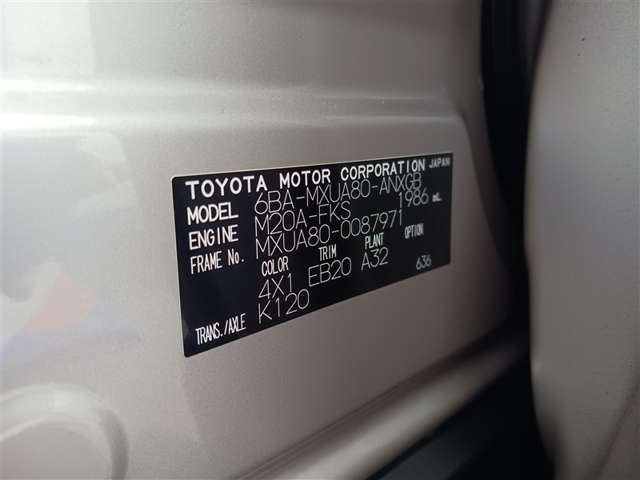 TOYOTA MOTOR CORPORATION JAPAN
MODEL 6BA-MXUA80-ANXGB
ENGINE M20A-FKS 1986 mL
FRAME No. MXUA80-0087971
COLOR TRIM PLANT OPTION
4X1 EB20 A32 636
TRANS./AXLE K120